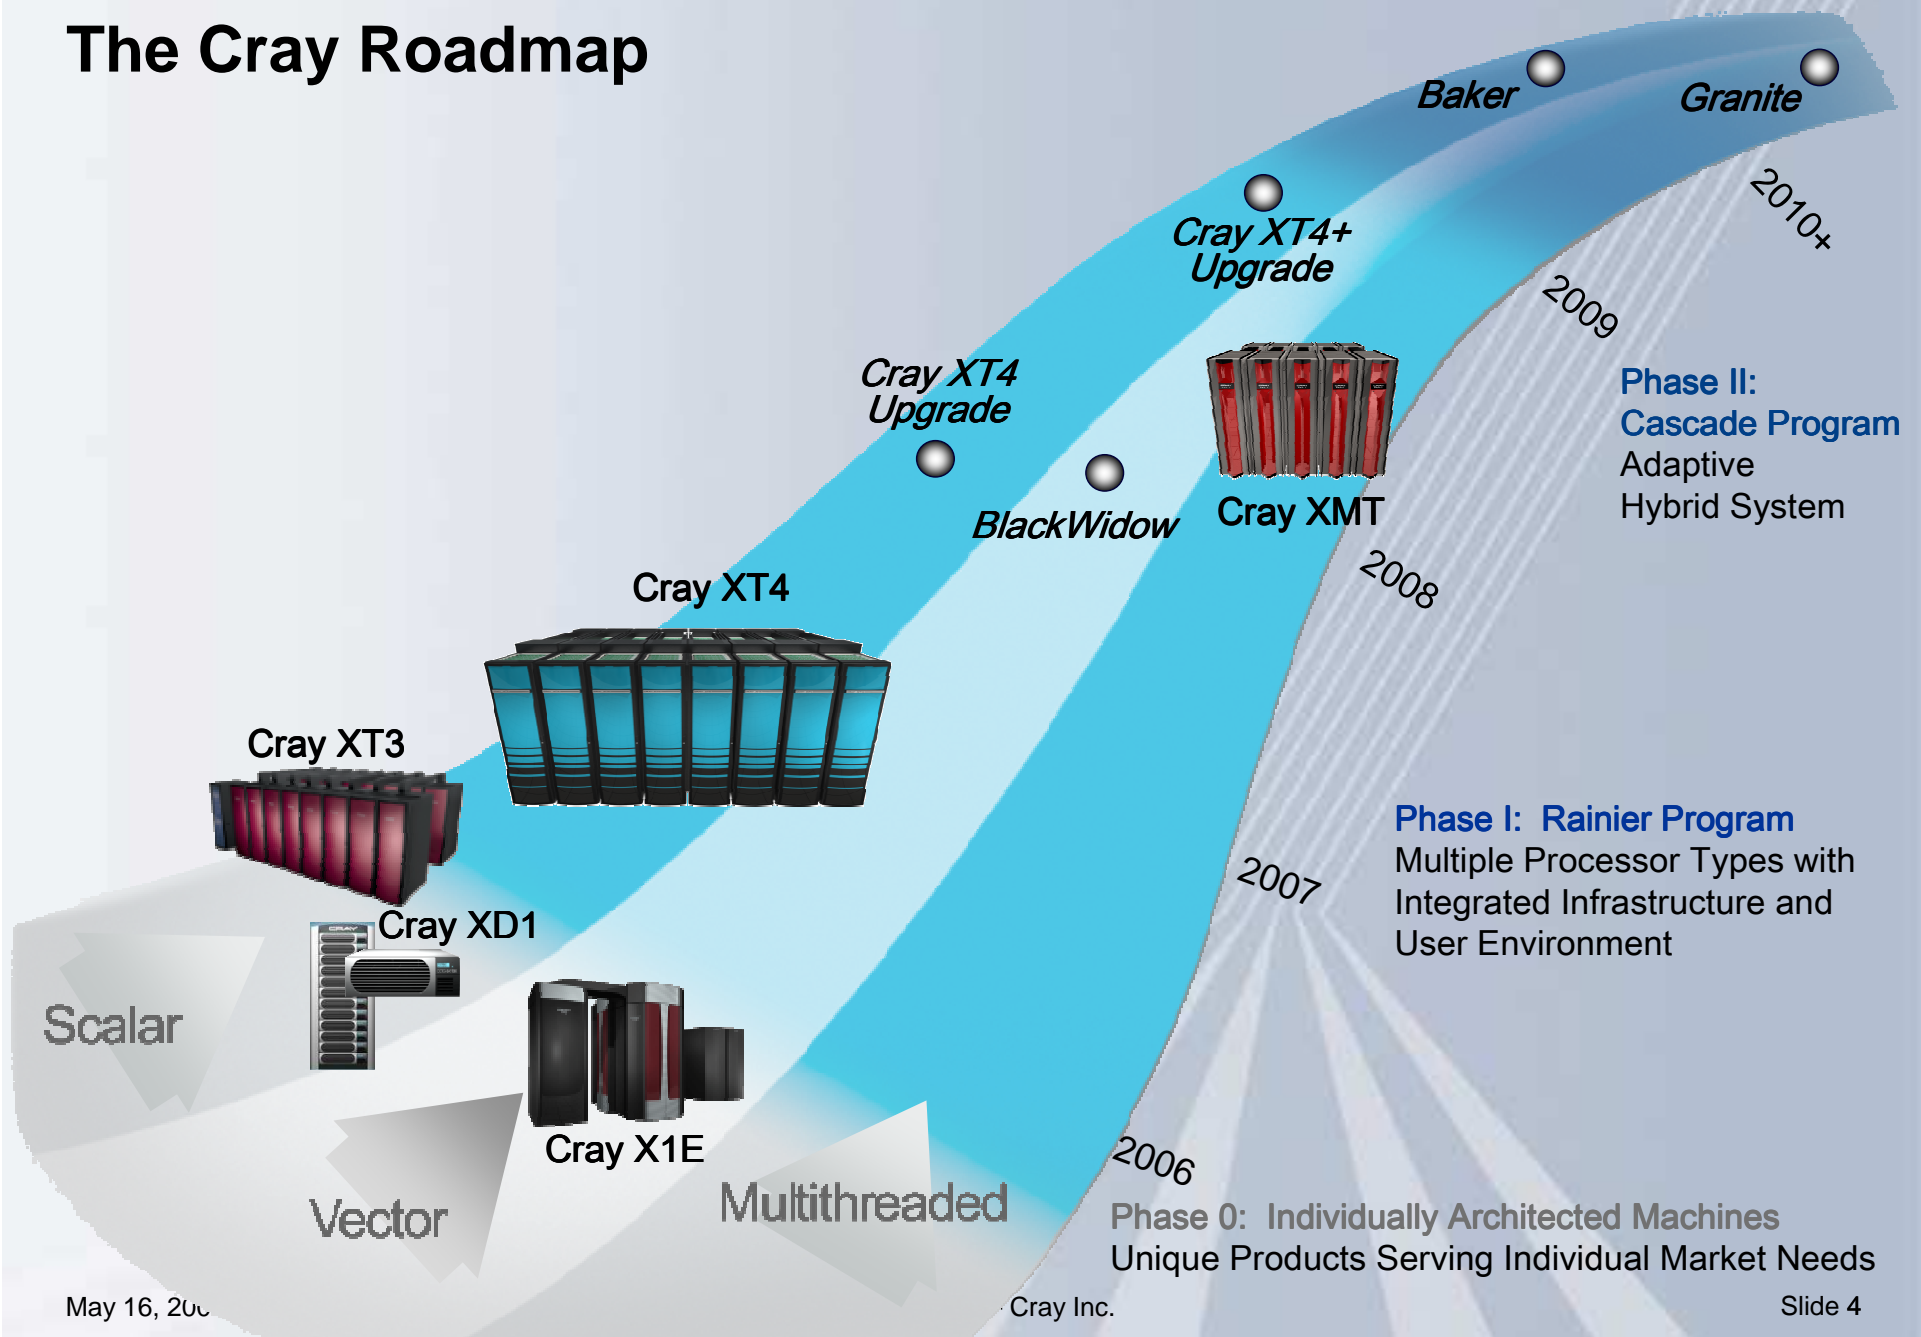 The Cray Roadmap
Baker
Granite
2010+
Cray XT4+
Upgrade
2009
Cray XT4
Upgrade
Phase II:
Cascade Program
Adaptive
Hybrid System
BlackWidow
Cray XMT
2008
Cray XT4
Cray XT3
Phase I: Rainier Program
Multiple Processor Types with
Integrated Infrastructure and
User Environment
2007
Cray XD1
CRAY
Scalar
Cray X1E
2006
Vector
Multithreaded
Phase 0: Individually Architected Machines
Unique Products Serving Individual Market Needs
May 16,
Cray Inc.
Slide 4